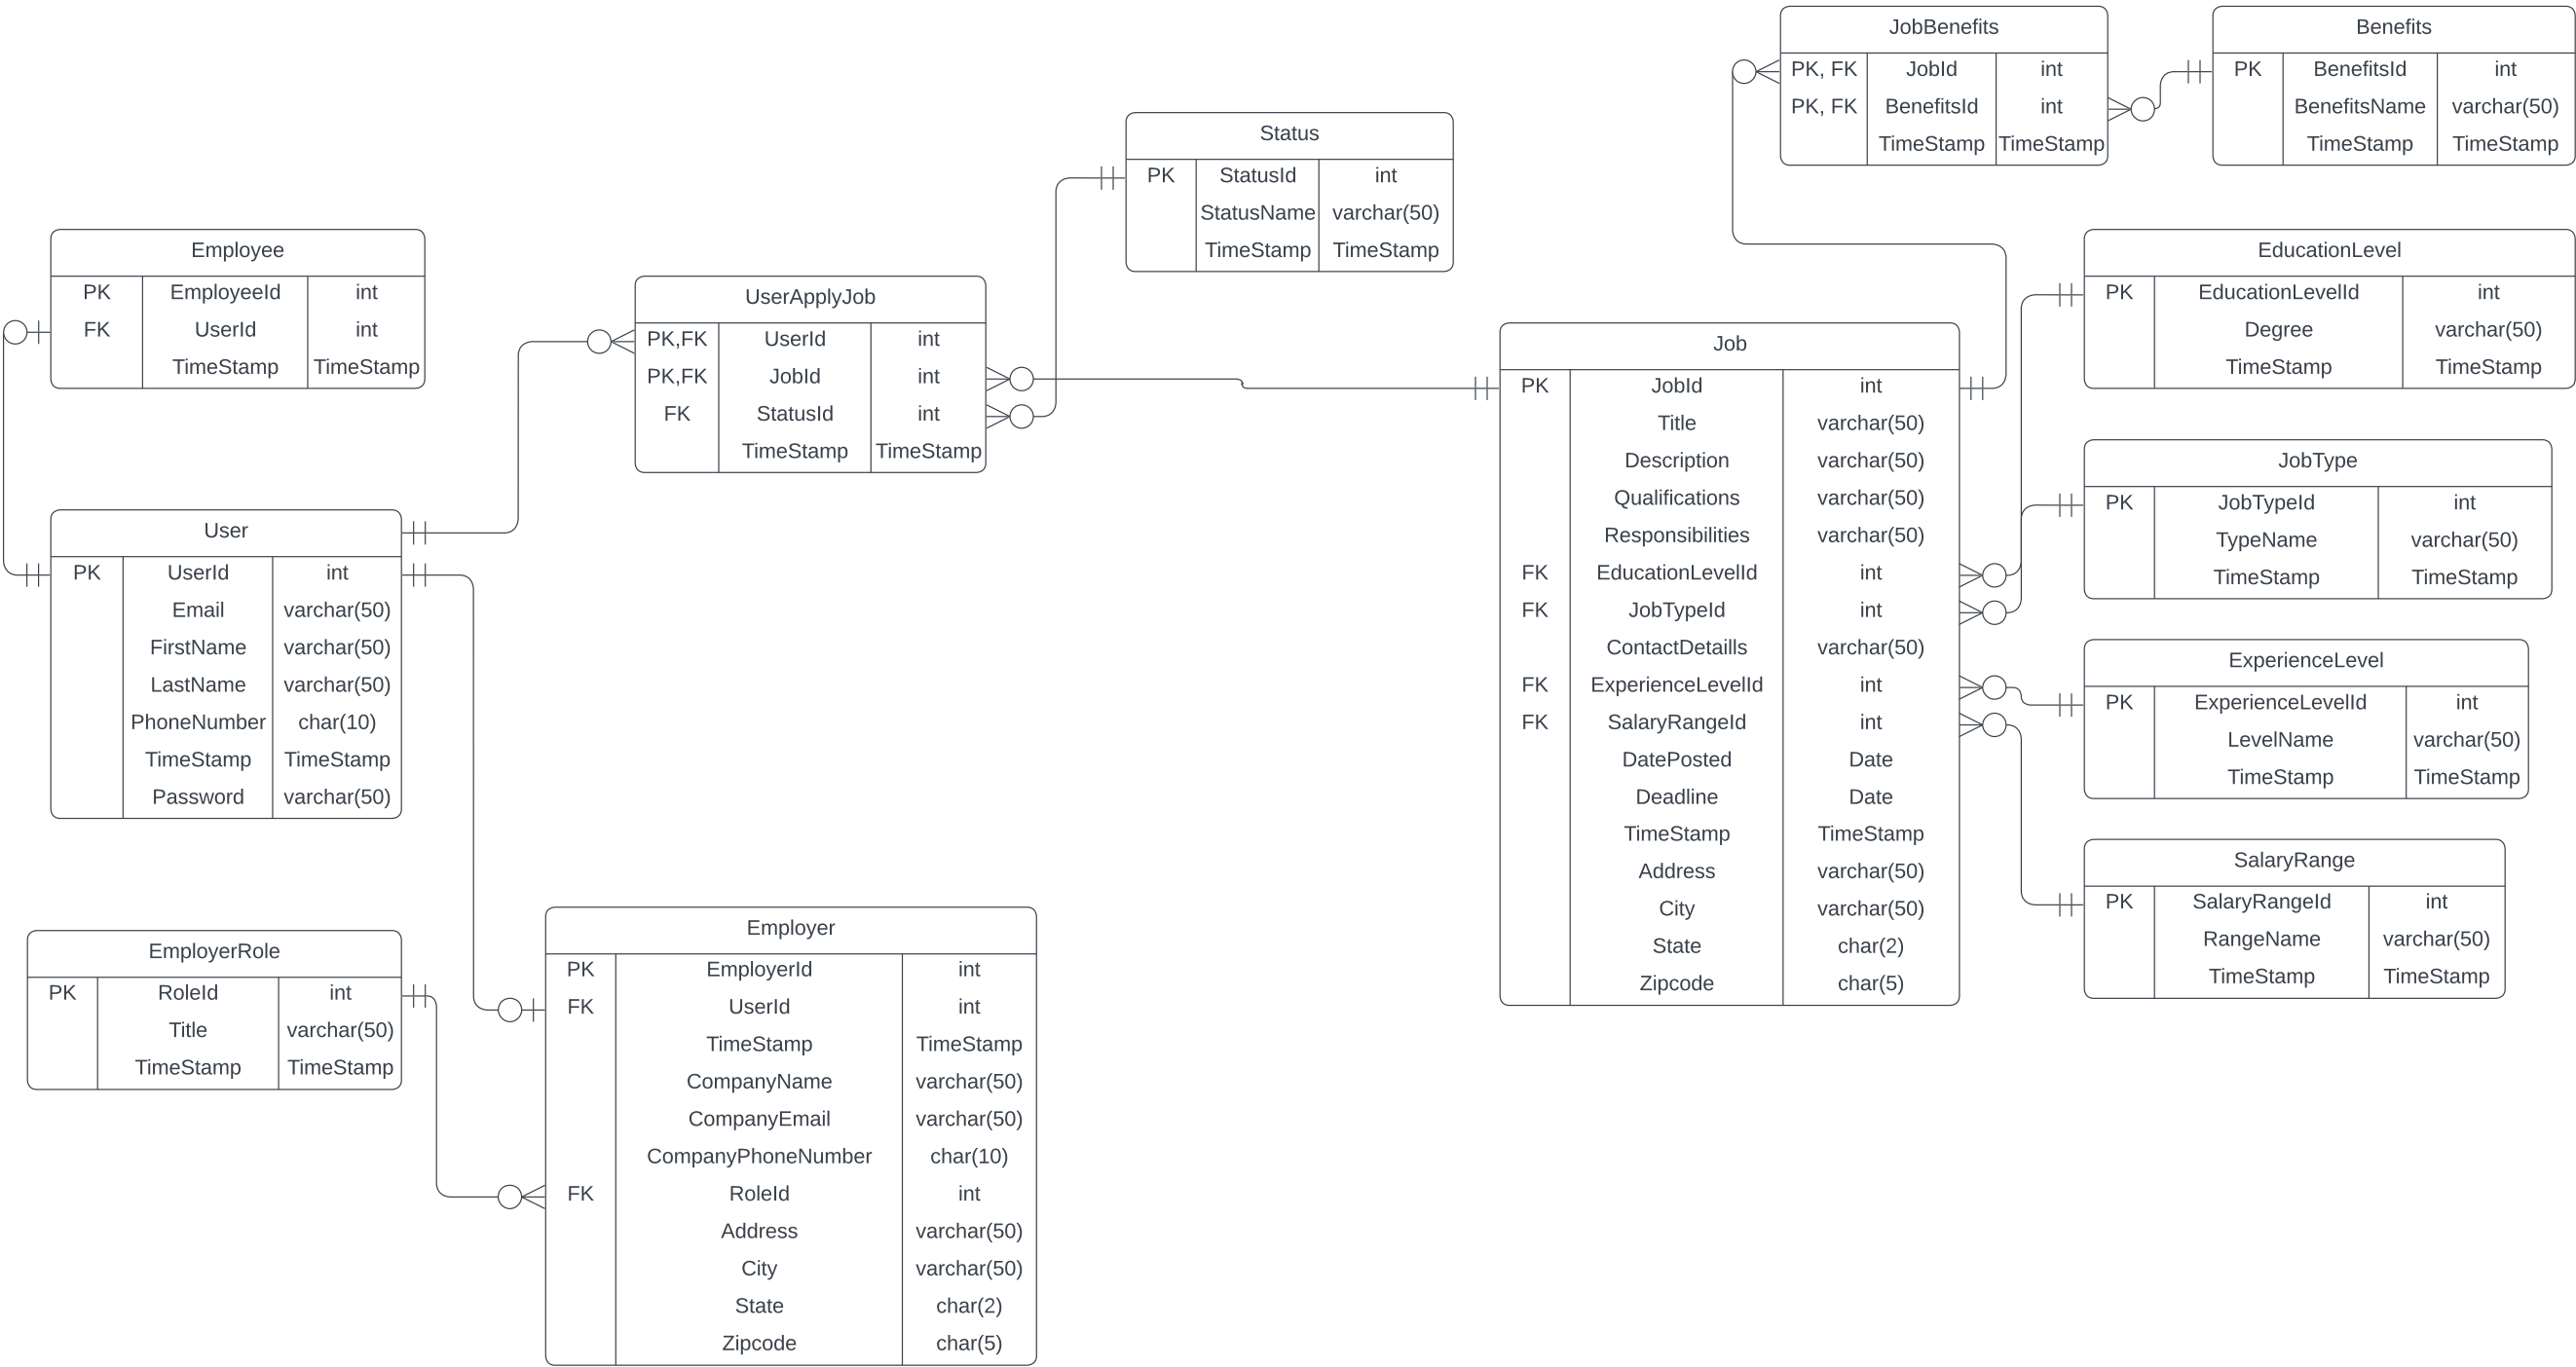 JobBenefits
PK, FK JobId int
PK, FK BenefitsId int
TimeStamp TimeStamp
Benefits
PK BenefitsId int
BenefitsName varchar(50)
TimeStamp TimeStamp
Status
PK StatusId int
StatusName varchar(50)
TimeStamp TimeStamp
Employee
PK EmployeeId int
FK UserId int
TimeStamp TimeStamp
UserApplyJob
PK,FK UserId int
PK,FK JobId int
FK StatusId int
TimeStamp TimeStamp
EducationLevel
PK EducationLevelId int
Degree varchar(50)
TimeStamp TimeStamp
Job
PK JobId int
Title varchar(50)
Description varchar(50)
Qualifications varchar(50)
Responsibilities varchar(50)
FK EducationLevelId int
FK JobTypeId int
ContactDetaills varchar(50)
FK ExperienceLevelId int
FK SalaryRangeId int
DatePosted Date
Deadline Date
TimeStamp TimeStamp
Address varchar(50)
City varchar(50)
State char(2)
Zipcode char(5)
JobType
PK JobTypeId int
TypeName varchar(50)
TimeStamp TimeStamp
User
PK UserId int
Email varchar(50)
FirstName varchar(50)
LastName varchar(50)
PhoneNumber char(10)
TimeStamp TimeStamp
Password varchar(50)
ExperienceLevel
PK ExperienceLevelId int
LevelName varchar(50)
TimeStamp TimeStamp
SalaryRange
PK SalaryRangeId int
RangeName varchar(50)
TimeStamp TimeStamp
EmployerRole
PK RoleId int
Title varchar(50)
TimeStamp TimeStamp
Employer
PK EmployerId int
FK UserId int
TimeStamp TimeStamp
CompanyName varchar(50)
CompanyEmail varchar(50)
CompanyPhoneNumber char(10)
FK RoleId int
Address varchar(50)
City varchar(50)
State char(2)
Zipcode char(5)